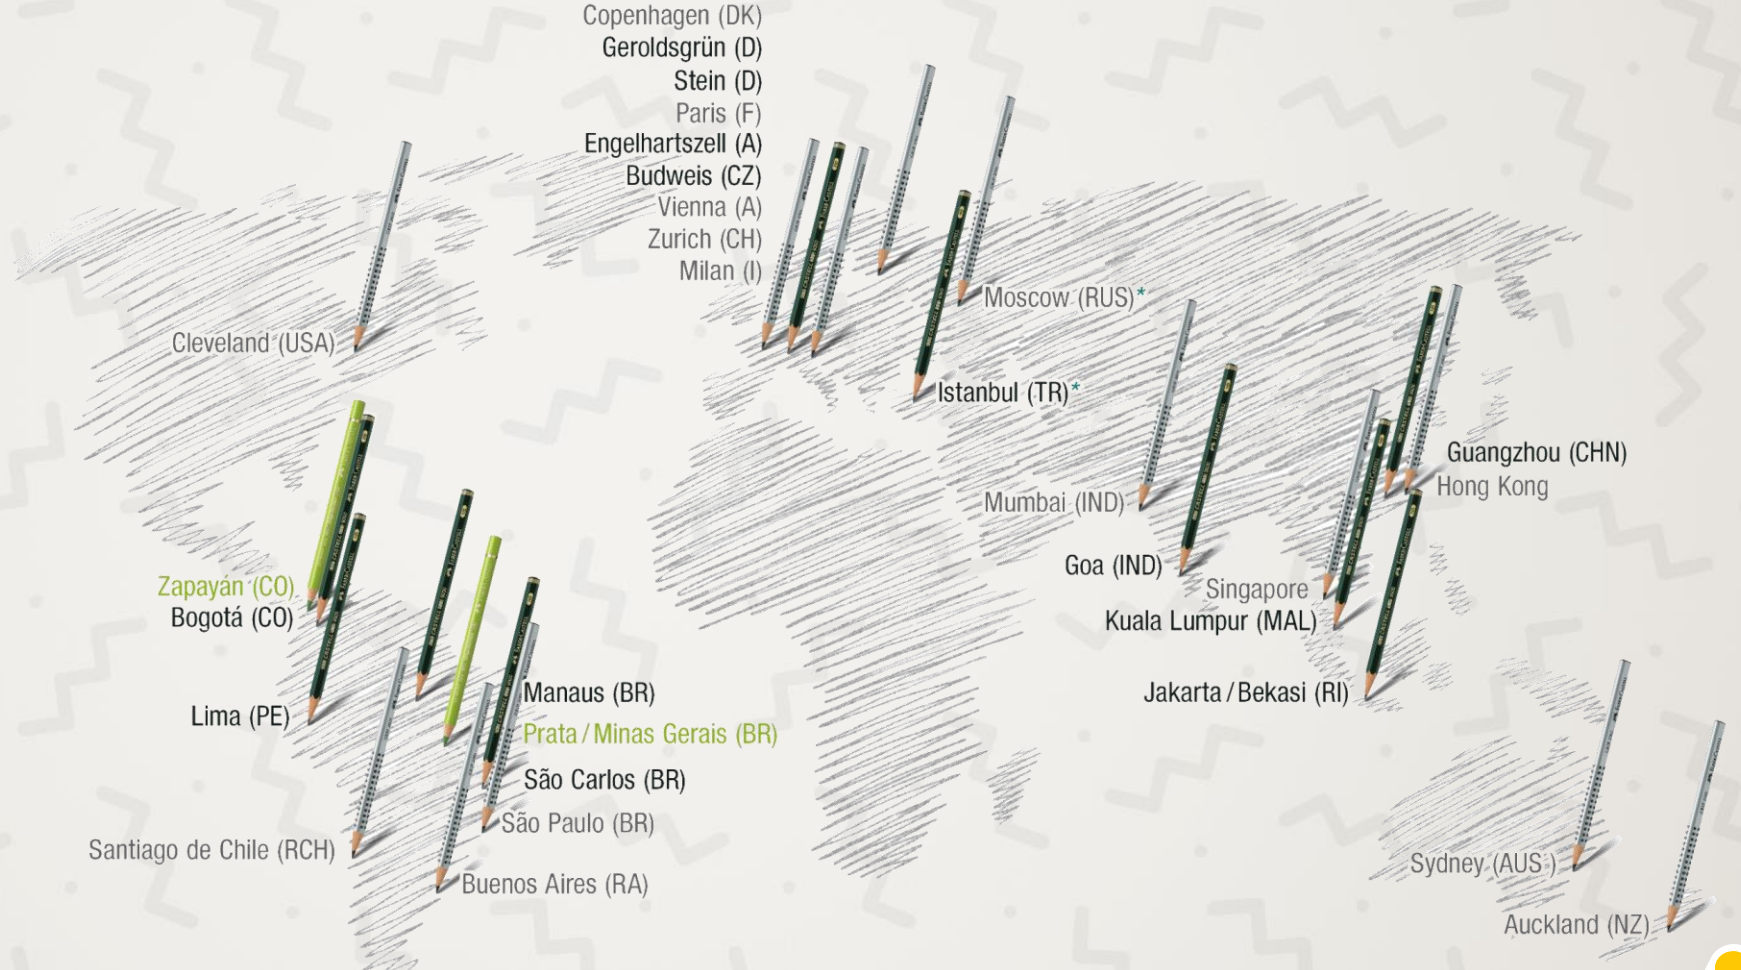 Copenhagen (DK)
Geroldsgrün (D)
Stein (D)
Paris (F)
Engelhartszell (A)
Budweis (CZ)
Vienna (A)
Zurich (CH)
Milan (I)
Moscow (RUS)*
Cleveland (USA)
Istanbul (TR)*
Guangzhou (CHN)
Hong Kong
Mumbai (IND)
Goa (IND)
Singapore
Kuala Lumpur (MAL)
Jakarta / Bekasi (RI)
Zapayán (CO)
Bogotá (CO)
Lima (PE)
Manaus (BR)
Prata / Minas Gerais (BR)
São Carlos (BR)
São Paulo (BR)
Santiago de Chile (RCH)
Buenos Aires (RA)
Sydney (AUS )
Auckland (NZ)